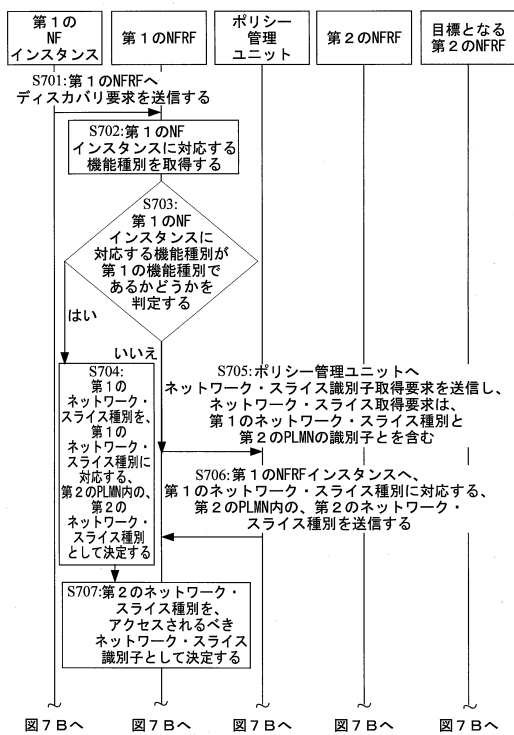 第１の
NF
インスタンス
第１のNFRF
ポリシー
管理
ユニット
第２のNFRF
目標となる
第２のNFRF
S701:第１のNFRFへ
ディスカバリ要求を送信する
S702:第１のNF
インスタンスに対応する
機能種別を取得する
S703:
第１のNF
インスタンスに
対応する機能種別が
第１の機能種別で
あるかどうかを
判定する
はい
いいえ
S704:
第１の
ネットワーク・
スライス種別を、
第１の
ネットワーク・
スライス種別に
対応する、
第２のPLMN内の、
第２の
ネットワーク・
スライス種別
として決定する
S705:ポリシー管理ユニットへ
ネットワーク・スライス識別子取得要求を送信し、
ネットワーク・スライス取得要求は、
第１のネットワーク・スライス種別と
第２のPLMNの識別子とを含む
S706:第１のNFRFインスタンスへ、
第１のネットワーク・スライス種別に対応する、
第２のPLMN内の、第２のネットワーク・
スライス種別を送信する
S707:第２のネットワーク・
スライス種別を、
アクセスされるべき
ネットワーク・スライス
識別子として決定する
図７Ｂへ
図７Ｂへ
図７Ｂへ
図７Ｂへ
図７Ｂへ